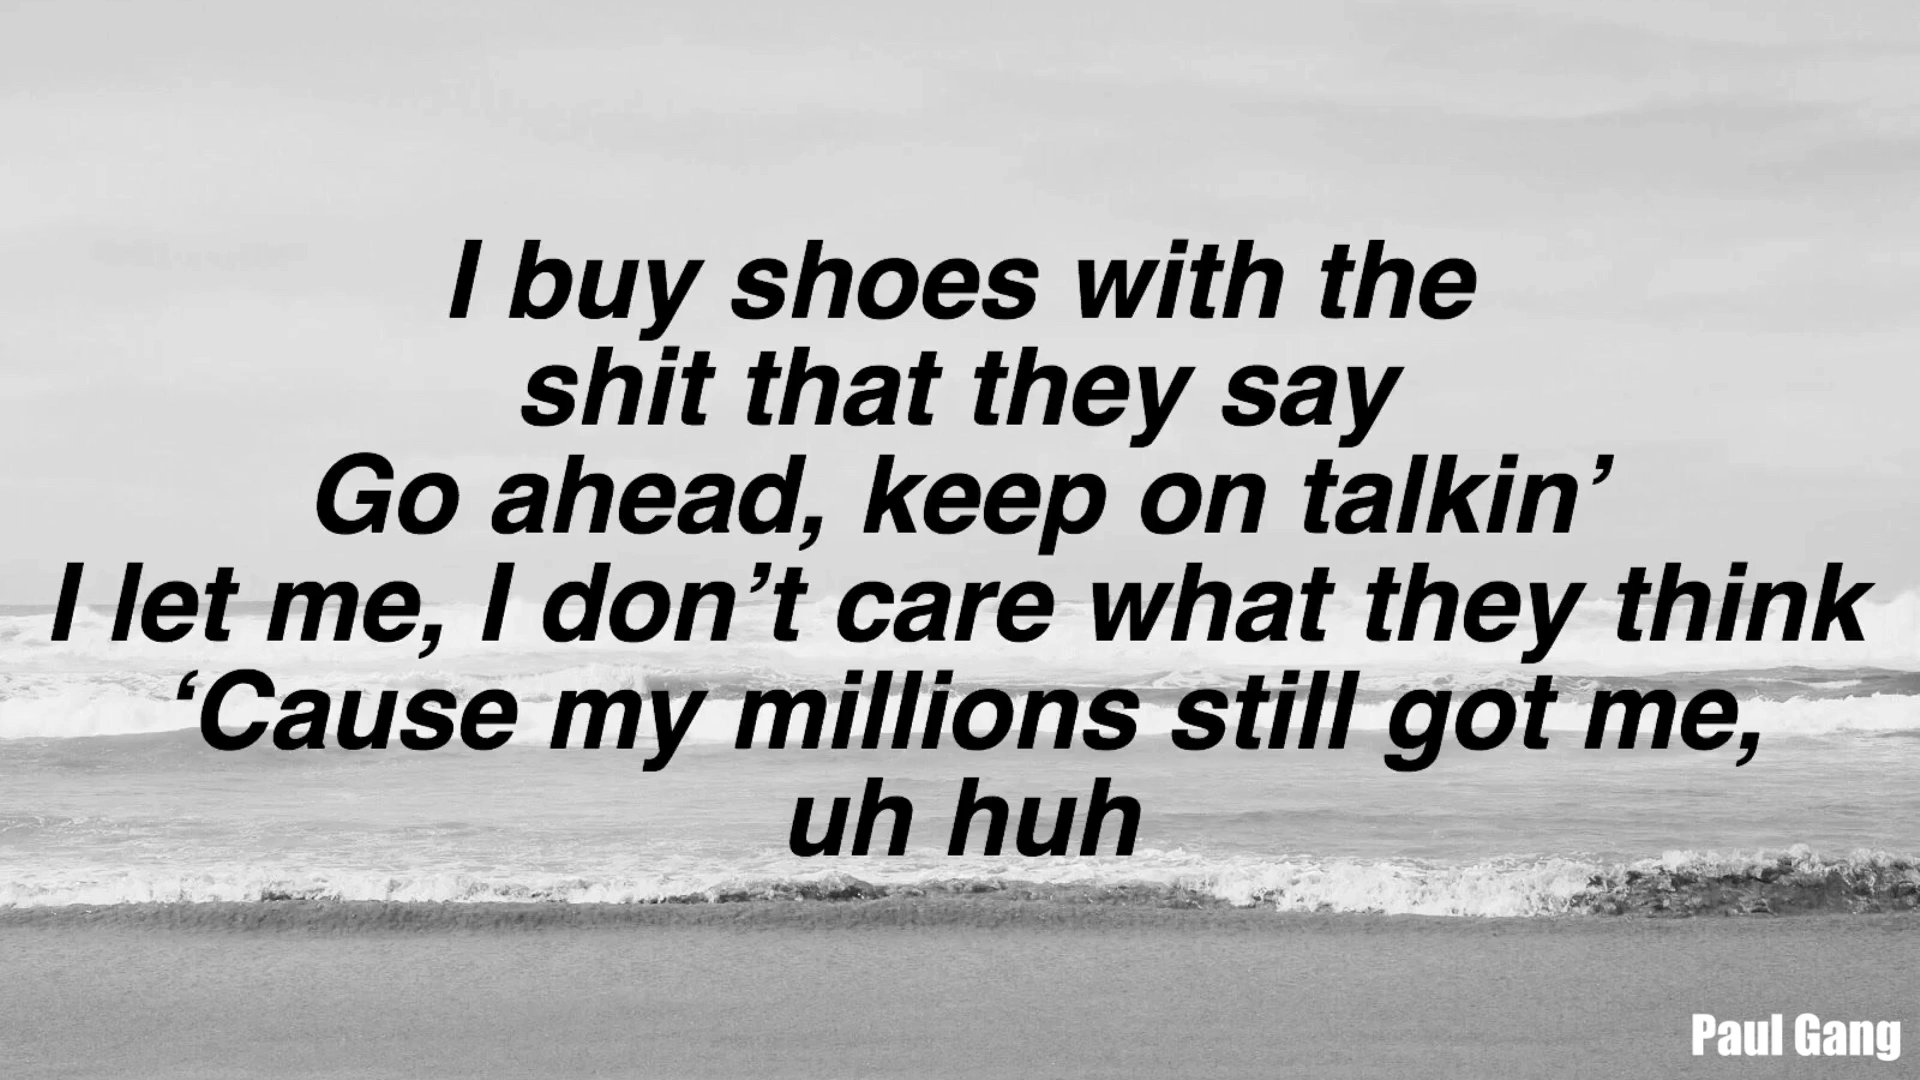 I buy shoes with the
shit that they say
Go ahead, keep on talkin’
I let me, I don’t care what they think
‘Cause my millions still got me,
uh huh
Paul Gang